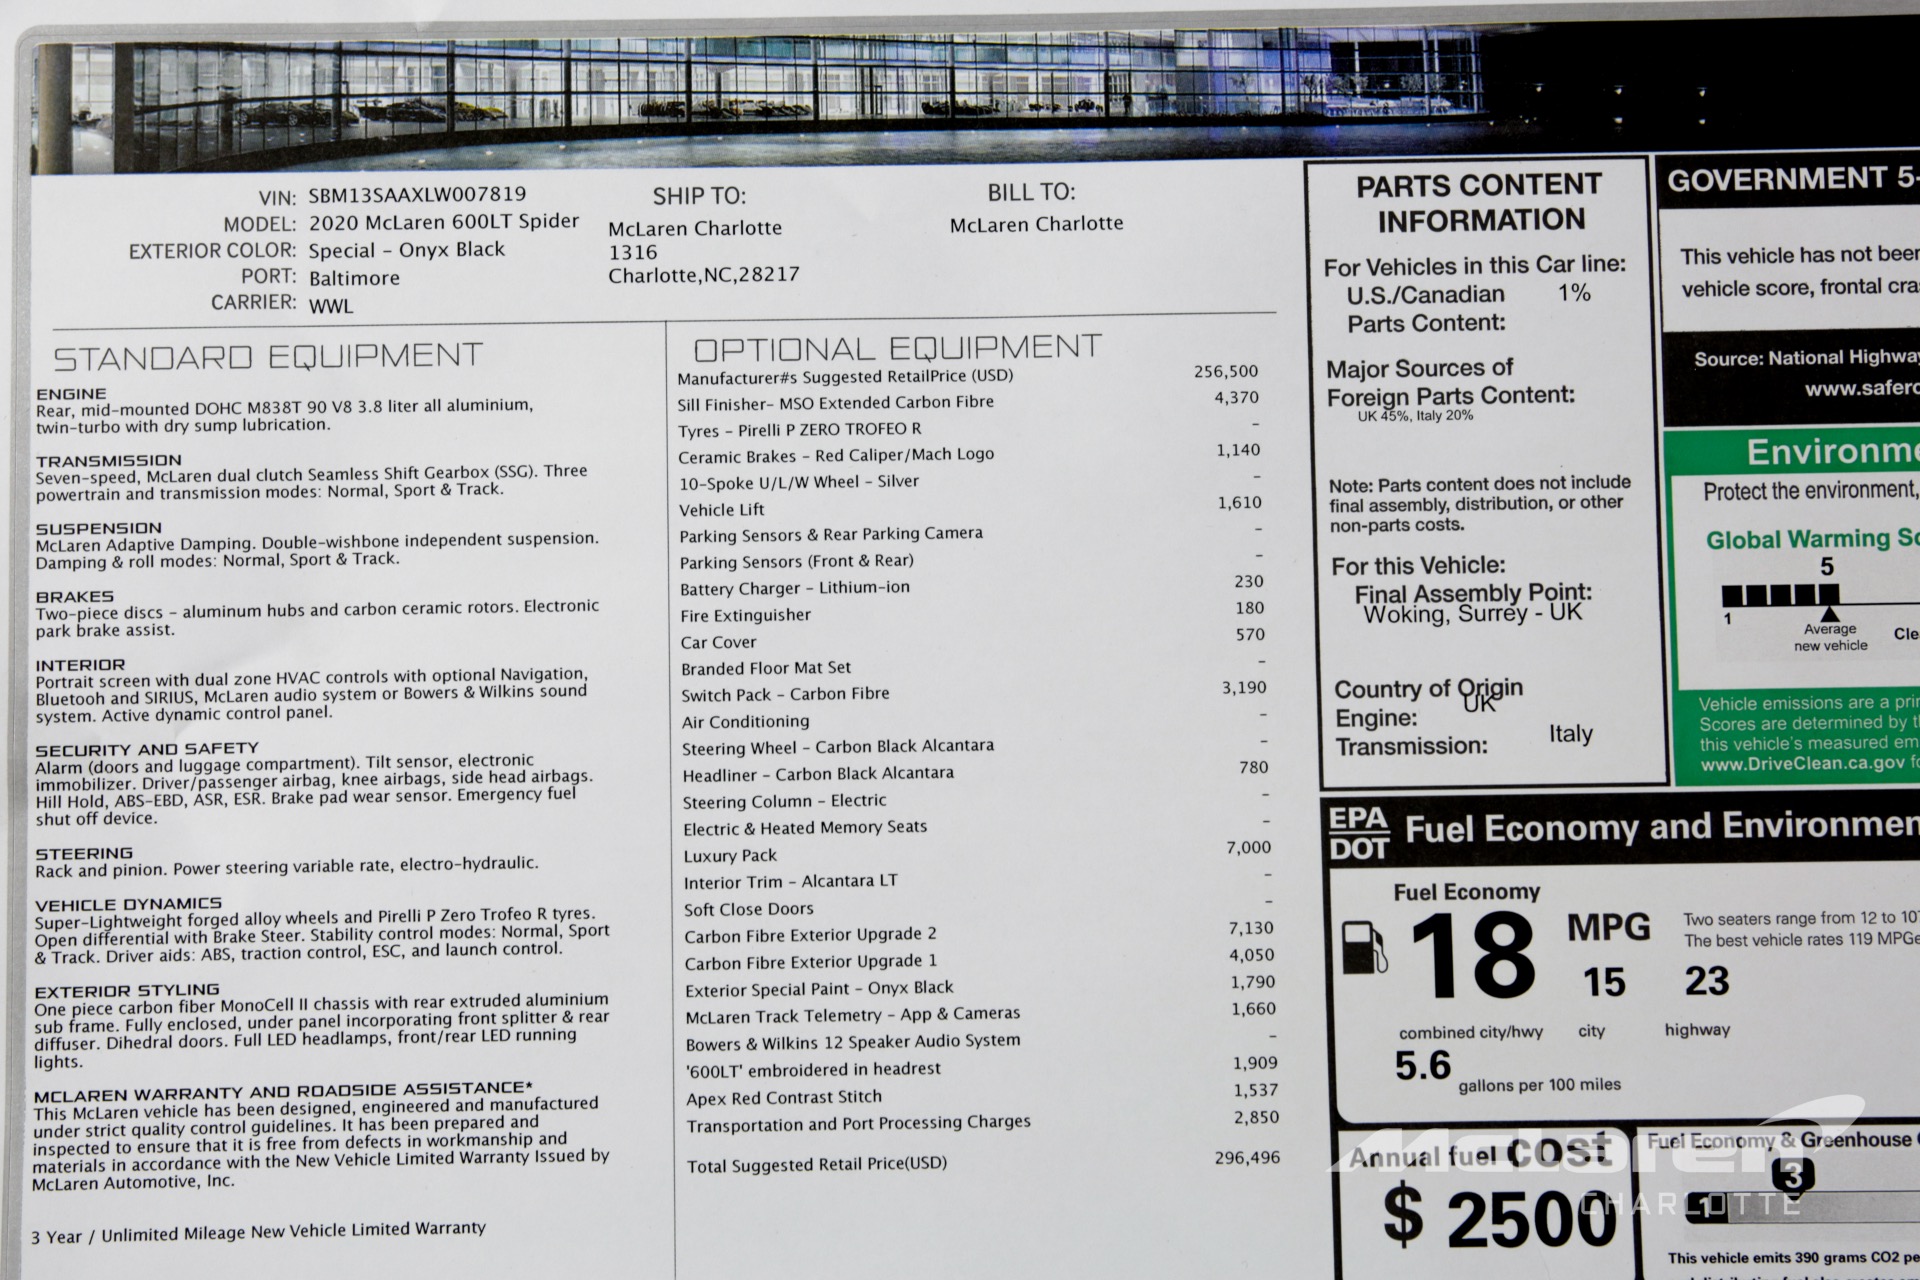 VIN: SBM13SAAXLW007819
MODEL: 2020 McLaren 600LT Spider
EXTERIOR COLOR: Special - Onyx Black
PORT: Baltimore
CARRIER: WWL
SHIP TO:
McLaren Charlotte
1316
Charlotte,NC,28217
BILL TO:
McLaren Charlotte
STANDARD EQUIPMENT
ENGINE
Rear, mid-mounted DOHC M838T 90 V8 3.8 liter all aluminium,
twin-turbo with dry sump lubrication.
TRANSMISSION
Seven-speed, McLaren dual clutch Seamless Shift Gearbox (SSG). Three
powertrain and transmission modes: Normal, Sport & Track.
SUSPENSION
McLaren Adaptive Damping. Double-wishbone independent suspension.
Damping & roll modes: Normal, Sport & Track.
BRAKES
Two-piece discs - aluminum hubs and carbon ceramic rotors. Electronic
park brake assist.
INTERIOR
Portrait screen with dual zone HVAC controls with optional Navigation,
Bluetooh and SIRIUS, McLaren audio system or Bowers & Wilkins sound
system. Active dynamic control panel.
SECURITY AND SAFETY
Alarm (doors and luggage compartment). Tilt sensor, electronic
immobilizer. Driver/passenger airbag, knee airbags, side head airbags.
Hill Hold, ABS-EBD, ASR, ESR. Brake pad wear sensor. Emergency fuel
shut off device.
STEERING
Rack and pinion. Power steering variable rate, electro-hydraulic.
VEHICLE DYNAMICS
Super-Lightweight forged alloy wheels and Pirelli P Zero Trofeo R tyres.
Open differential with Brake Steer. Stability control modes: Normal, Sport
& Track. Driver aids: ABS, traction control, ESC, and launch control.
EXTERIOR STYLING
One piece carbon fiber MonoCell II chassis with rear extruded aluminium
sub frame. Fully enclosed, under panel incorporating front splitter & rear
diffuser. Dihedral doors. Full LED headlamps, front/rear LED running
lights.
MCLAREN WARRANTY AND ROADSIDE ASSISTANCE*
This McLaren vehicle has been designed, engineered and manufactured
under strict quality control guidelines. It has been prepared and
inspected to ensure that it is free from defects in workmanship and
materials in accordance with the New Vehicle Limited Warranty Issued by
McLaren Automotive, Inc.
3 Year / Unlimited Mileage New Vehicle Limited Warranty
OPTIONAL EQUIPMENT
Manufacturer#s Suggested RetailPrice (USD) 256,500
Sill Finisher- MSO Extended Carbon Fibre 4,370
Tyres - Pirelli P ZERO TROFEO R -
Ceramic Brakes - Red Caliper/Mach Logo 1,140
10-Spoke U/L/W Wheel - Silver -
Vehicle Lift 1,610
Parking Sensors & Rear Parking Camera -
Parking Sensors (Front & Rear) -
Battery Charger - Lithium-ion 230
Fire Extinguisher 180
Car Cover 570
Branded Floor Mat Set -
Switch Pack - Carbon Fibre 3,190
Air Conditioning -
Steering Wheel - Carbon Black Alcantara -
Headliner - Carbon Black Alcantara 780
Steering Column - Electric -
Electric & Heated Memory Seats -
Luxury Pack 7,000
Interior Trim - Alcantara LT -
Soft Close Doors -
Carbon Fibre Exterior Upgrade 2 7,130
Carbon Fibre Exterior Upgrade 1 4,050
Exterior Special Paint - Onyx Black 1,790
McLaren Track Telemetry - App & Cameras 1,660
Bowers & Wilkins 12 Speaker Audio System -
'600LT' embroidered in headrest 1,909
Apex Red Contrast Stitch 1,537
Transportation and Port Processing Charges 2,850
Total Suggested Retail Price(USD) 296,496
PARTS CONTENT
INFORMATION
For Vehicles in this Car line:
U.S./Canadian 1%
Parts Content:
Major Sources of
Foreign Parts Content:
UK 45%, Italy 20%
Note: Parts content does not include
final assembly, distribution, or other
non-parts costs.
For this Vehicle:
Final Assembly Point:
Woking, Surrey - UK
Country of Origin
Engine: UK
Transmission: Italy
GOVERNMENT 5-
This vehicle has not been
vehicle score, frontal
Source: National Highway
www.
Protect the environment,
Global Warming
5
1
Average
new vehicle
Vehicle emissions are a
Scores are determined by
this vehicle's measured
www.DriveClean.ca.gov
EPA
DOT
Fuel Economy and
Fuel Economy
18 MPG
15 23
combined city/hwy city highway
5.6
gallons per 100 miles
Two seaters range from 12 to
The best vehicle rates 119
Annual fuel COST
$ 2500
Fuel Economy & Greenhouse
3
1
This vehicle emits 390 grams CO2
McLaren
CHARLOTTE